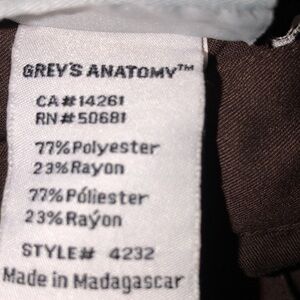 GREY'S ANATOMY™
CA#14261
RN#50681
77%Polyester
23%Rayon
77%Póliester
23%Rayón
STYLE# 4232
Made in Madagascar